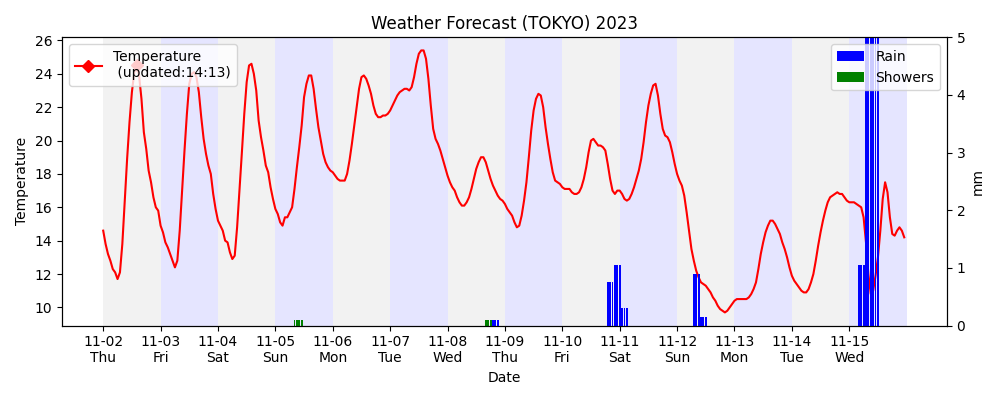 Weather Forecast (TOKYO) 2023
Temperature
(updated:14:13)
Rain
Showers
26
24
22
20
18
16
14
12
10
Temperature
5
4
3
2
1
0
mm
11-02 11-03 11-04 11-05 11-06 11-07 11-08 11-09 11-10 11-11 11-12 11-13 11-14 11-15
Thu Fri Sat Sun Mon Tue Wed Thu Fri Sat Sun Mon Tue Wed
Date